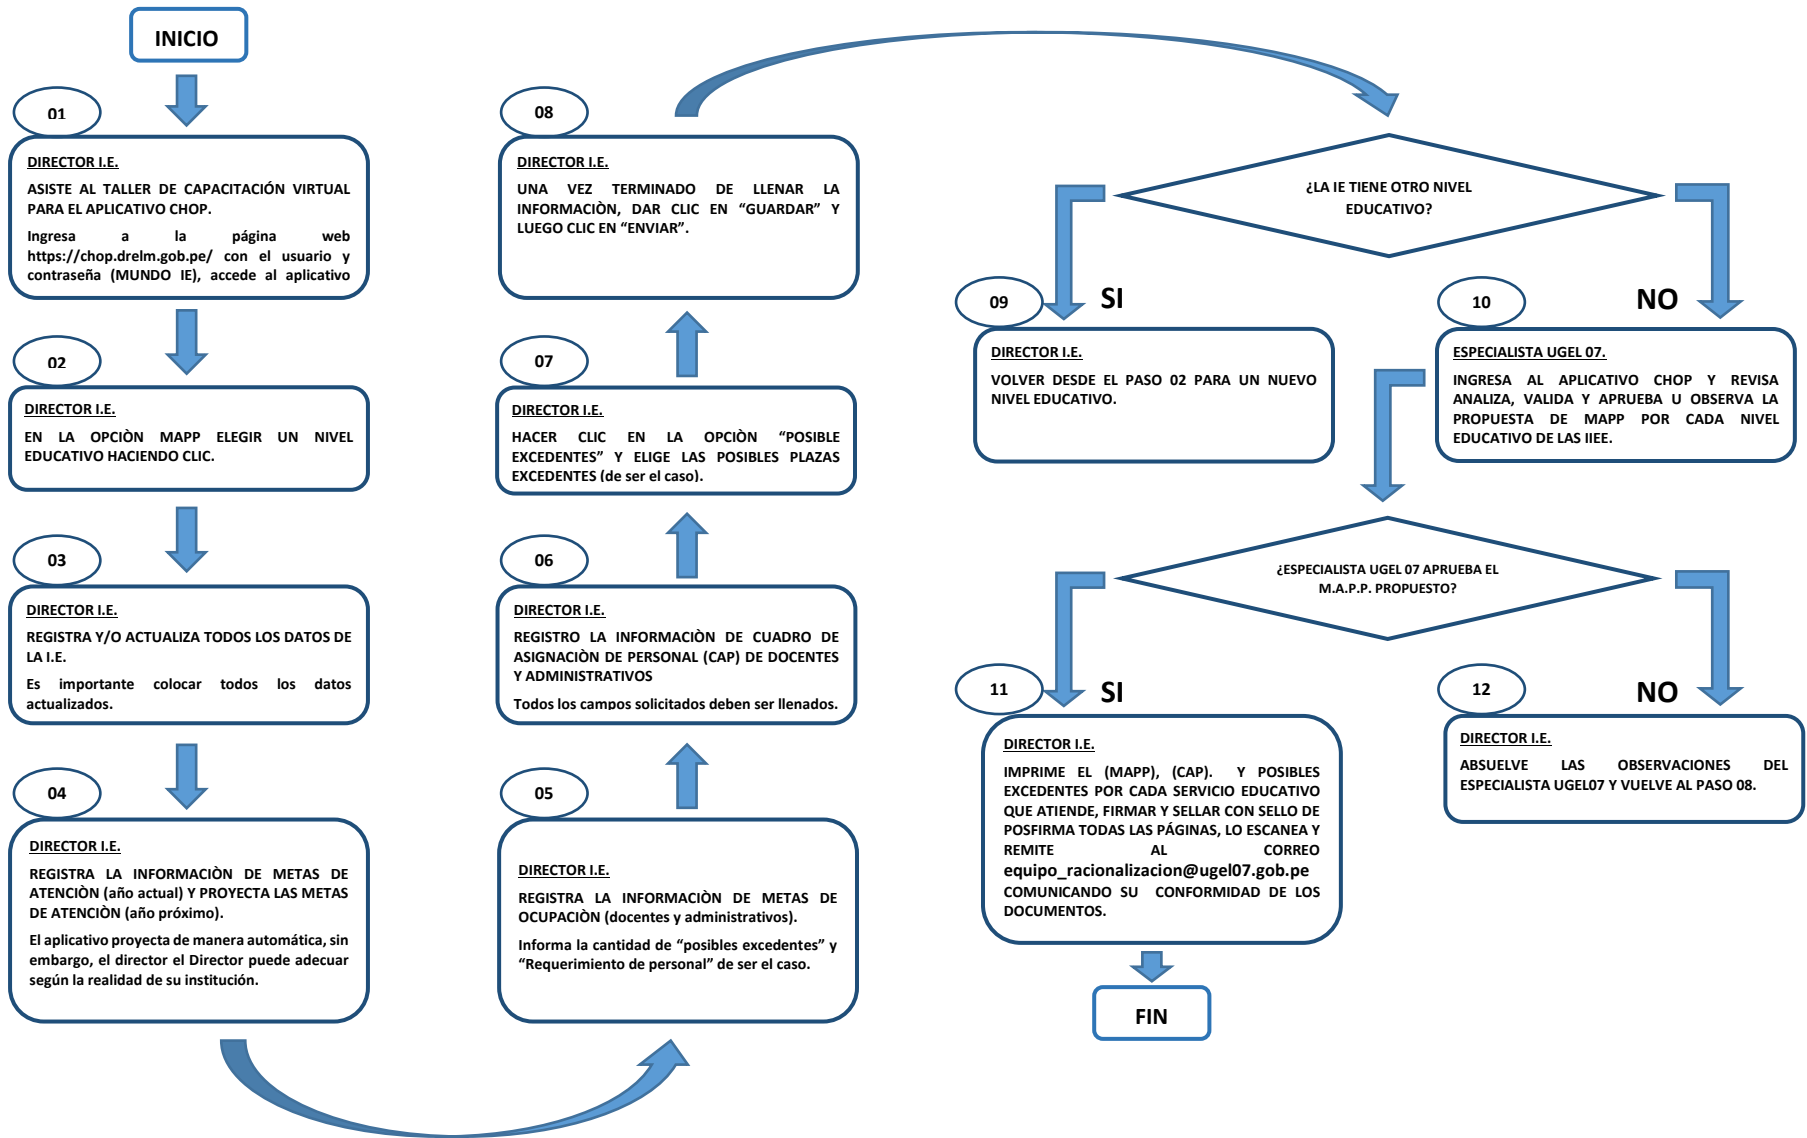 INICIO
01
DIRECTOR I.E.
ASISTE AL TALLER DE CAPACITACIÓN VIRTUAL
PARA EL APLICATIVO CHOP.
Ingresa a la página web
https://chop.drelm.gob.pe/ con el usuario y
contraseña (MUNDO IE), accede al aplicativo
02
DIRECTOR I.E.
EN LA OPCIÒN MAPP ELEGIR UN NIVEL
EDUCATIVO HACIENDO CLIC.
03
DIRECTOR I.E.
REGISTRA Y/O ACTUALIZA TODOS LOS DATOS DE
LA I.E.
Es importante colocar todos los datos
actualizados.
04
DIRECTOR I.E.
REGISTRA LA INFORMACIÒN DE METAS DE
ATENCIÒN (año actual) Y PROYECTA LAS METAS
DE ATENCIÒN (año próximo).
El aplicativo proyecta de manera automática, sin
embargo, el director el Director puede adecuar
según la realidad de su institución.
05
DIRECTOR I.E.
REGISTRA LA INFORMACIÒN DE METAS DE
OCUPACIÒN (docentes y administrativos).
Informa la cantidad de “posibles excedentes” y
“Requerimiento de personal” de ser el caso.
06
DIRECTOR I.E.
REGISTRO LA INFORMACIÒN DE CUADRO DE
ASIGNACIÒN DE PERSONAL (CAP) DE DOCENTES
Y ADMINISTRATIVOS
Todos los campos solicitados deben ser llenados.
07
DIRECTOR I.E.
HACER CLIC EN LA OPCIÒN “POSIBLE
EXCEDENTES” Y ELIGE LAS POSIBLES PLAZAS
EXCEDENTES (de ser el caso).
08
DIRECTOR I.E.
UNA VEZ TERMINADO DE LLENAR LA
INFORMACIÒN, DAR CLIC EN “GUARDAR” Y
LUEGO CLIC EN “ENVIAR”.
¿LA IE TIENE OTRO NIVEL
EDUCATIVO?
SI
NO
09
DIRECTOR I.E.
VOLVER DESDE EL PASO 02 PARA UN NUEVO
NIVEL EDUCATIVO.
10
ESPECIALISTA UGEL 07.
INGRESA AL APLICATIVO CHOP Y REVISA
ANALIZA, VALIDA Y APRUEBA U OBSERVA LA
PROPUESTA DE MAPP POR CADA NIVEL
EDUCATIVO DE LAS IIEE.
¿ESPECIALISTA UGEL 07 APRUEBA EL
M.A.P.P. PROPUESTO?
SI
NO
11
DIRECTOR I.E.
IMPRIME EL (MAPP), (CAP). Y POSIBLES
EXCEDENTES POR CADA SERVICIO EDUCATIVO
QUE ATIENDE, FIRMAR Y SELLAR CON SELLO DE
POSFIRMA TODAS LAS PÁGINAS, LO ESCANEA Y
REMITE AL CORREO
equipo_racionalizacion@ugel07.gob.pe
COMUNICANDO SU CONFORMIDAD DE LOS
DOCUMENTOS.
12
DIRECTOR I.E.
ABSUELVE LAS OBSERVACIONES DEL
ESPECIALISTA UGEL07 Y VUELVE AL PASO 08.
FIN